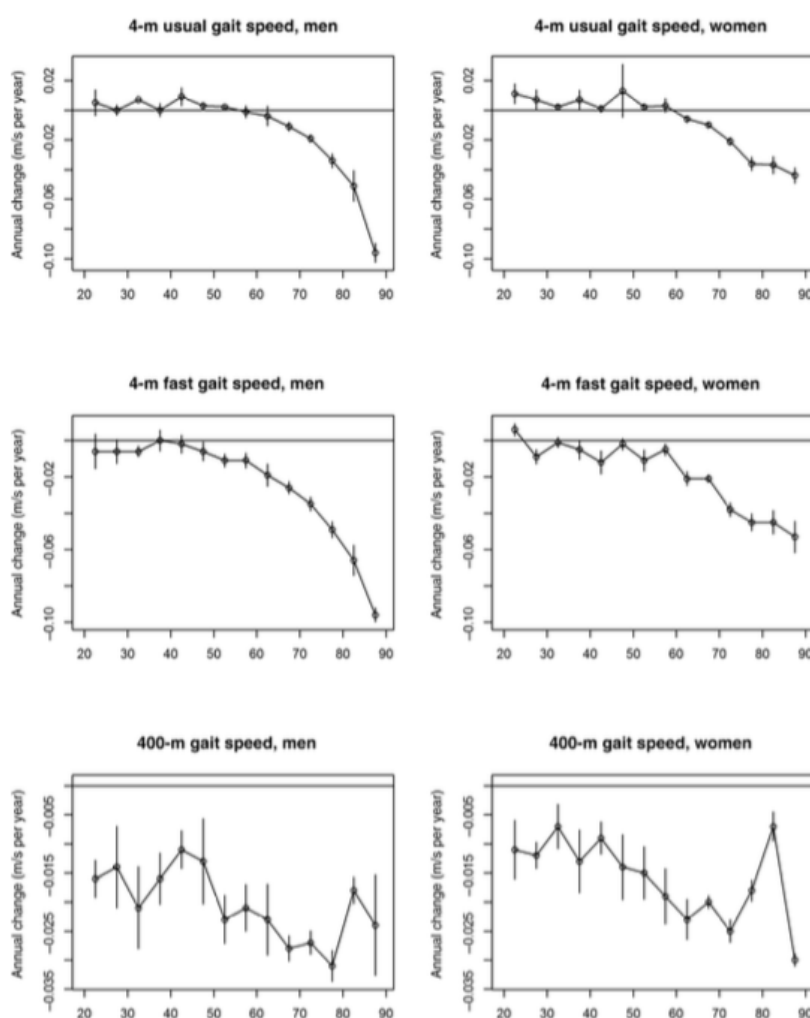 4-m usual gait speed, men
Annual change (m/s per year)
0.02
−0.02
−0.06
−0.10
20 30 40 50 60 70 80 90
4-m usual gait speed, women
Annual change (m/s per year)
0.02
−0.02
−0.06
−0.10
20 30 40 50 60 70 80 90
4-m fast gait speed, men
Annual change (m/s per year)
−0.02
−0.06
−0.10
20 30 40 50 60 70 80 90
4-m fast gait speed, women
Annual change (m/s per year)
−0.02
−0.06
−0.10
20 30 40 50 60 70 80 90
400-m gait speed, men
Annual change (m/s per year)
−0.005
−0.015
−0.025
−0.035
20 30 40 50 60 70 80 90
400-m gait speed, women
Annual change (m/s per year)
−0.005
−0.015
−0.025
−0.035
20 30 40 50 60 70 80 90